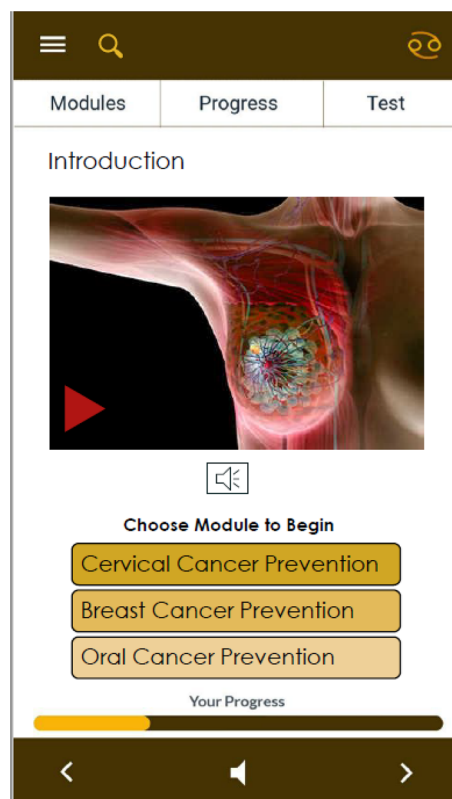 Modules Progress Test
Introduction
Choose Module to Begin
Cervical Cancer Prevention
Breast Cancer Prevention
Oral Cancer Prevention
Your Progress